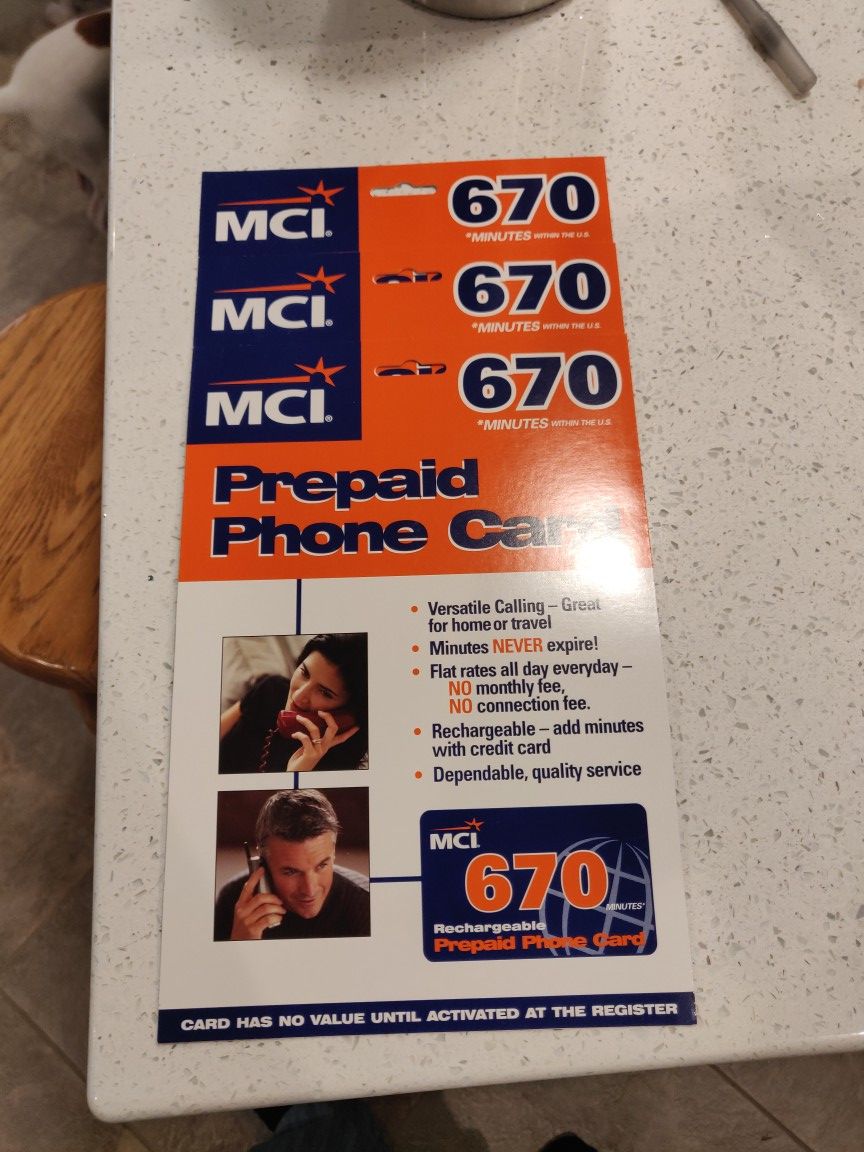 MCI®
670
*MINUTES WITHIN THE U.S.
MCI®
670
*MINUTES WITHIN THE U.S.
MCI®
670
*MINUTES WITHIN THE U.S.
Prepaid
Phone Card
• Versatile Calling – Great
for home or travel
• Minutes NEVER expire!
• Flat rates all day everyday –
NO monthly fee,
NO connection fee.
• Rechargeable – add minutes
with credit card
• Dependable, quality service
MCI®
670
MINUTES*
Rechargeable
Prepaid Phone Card
CARD HAS NO VALUE UNTIL ACTIVATED AT THE REGISTER